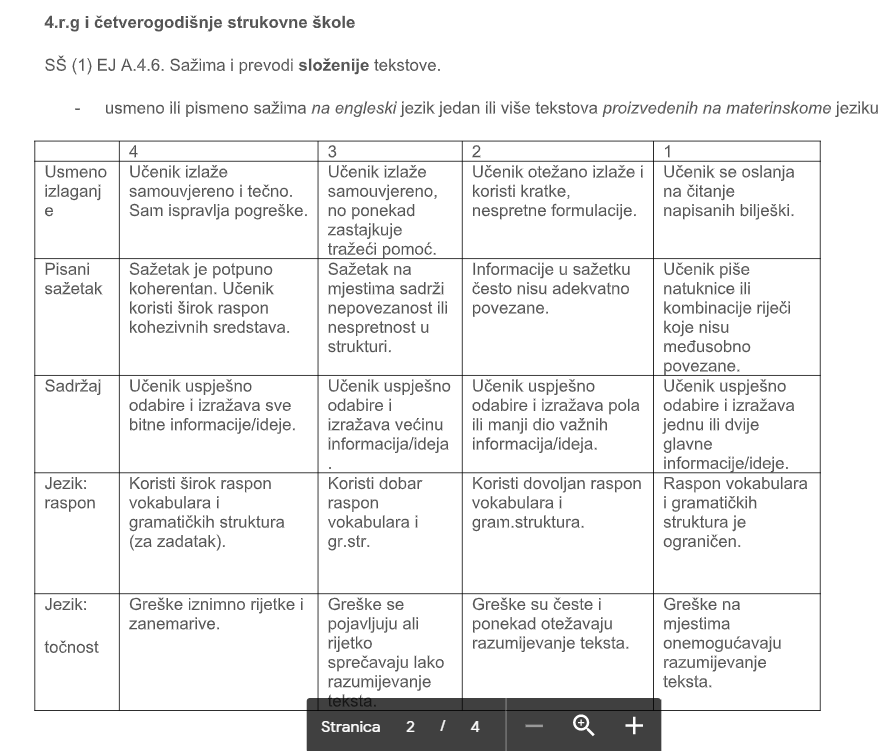 4.r.g i četverogodišnje strukovne škole
SŠ (1) EJ A.4.6. Sažima i prevodi složenije tekstove.
- usmeno ili pismeno sažima na engleski jezik jedan ili više tekstova proizvedenih na materinskome jeziku
4
3
2
1
Usmeno
izlaganj
e
Učenik izlaže
samouvjereno i tečno.
Sam ispravlja pogreške.
Učenik izlaže
samouvjereno,
no ponekad
zastajkuje
tražeći pomoć.
Učenik otežano izlaže i
koristi kratke,
nespretne formulacije.
Učenik se oslanja
na čitanje
napisanih bilješki.
Pisani
sažetak
Sažetak je potpuno
koherentan. Učenik
koristi širok raspon
kohezivnih sredstava.
Sažetak na
mjestima sadrži
nepovezanost ili
nespretnost u
strukturi.
Informacije u sažetku
često nisu adekvatno
povezane.
Učenik piše
natuknice ili
kombinacije riječi
koje nisu
međusobno
povezane.
Sadržaj
Učenik uspješno
odabire i izražava sve
bitne informacije/ideje.
Učenik uspješno
odabire i
izražava većinu
informacija/ideja
.
Učenik uspješno
odabire i izražava pola
ili manji dio važnih
informacija/ideja.
Učenik uspješno
odabire i izražava
jednu ili dvije
glavne
informacije/ideje.
Jezik:
raspon
Koristi širok raspon
vokabulara i
gramatičkih struktura
(za zadatak).
Koristi dobar
raspon
vokabulara i
gr.str.
Koristi dovoljan raspon
vokabulara i
gram.struktura.
Raspon vokabulara
i gramatičkih
struktura je
ograničen.
Jezik:
točnost
Greške iznimno rijetke i
zanemarive.
Greške se
pojavljuju ali
rijetko
sprečavaju lako
razumijevanje
teksta.
Greške su česte i
ponekad otežavaju
razumijevanje teksta.
Greške na
mjestima
onemogućavaju
razumijevanje
teksta.
Stranica 2 / 4